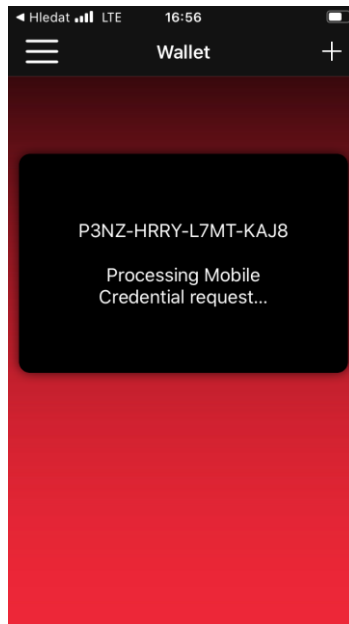 ◀ Hledat LTE 16:56
Wallet
P3NZ-HRRY-L7MT-KAJ8
Processing Mobile
Credential request...